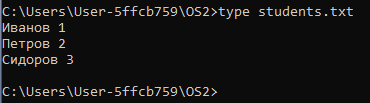 C:\Users\User-5ffcb759\OS2>type students.txt
Иванов 1
Петров 2
Сидоров 3
C:\Users\User-5ffcb759\OS2>